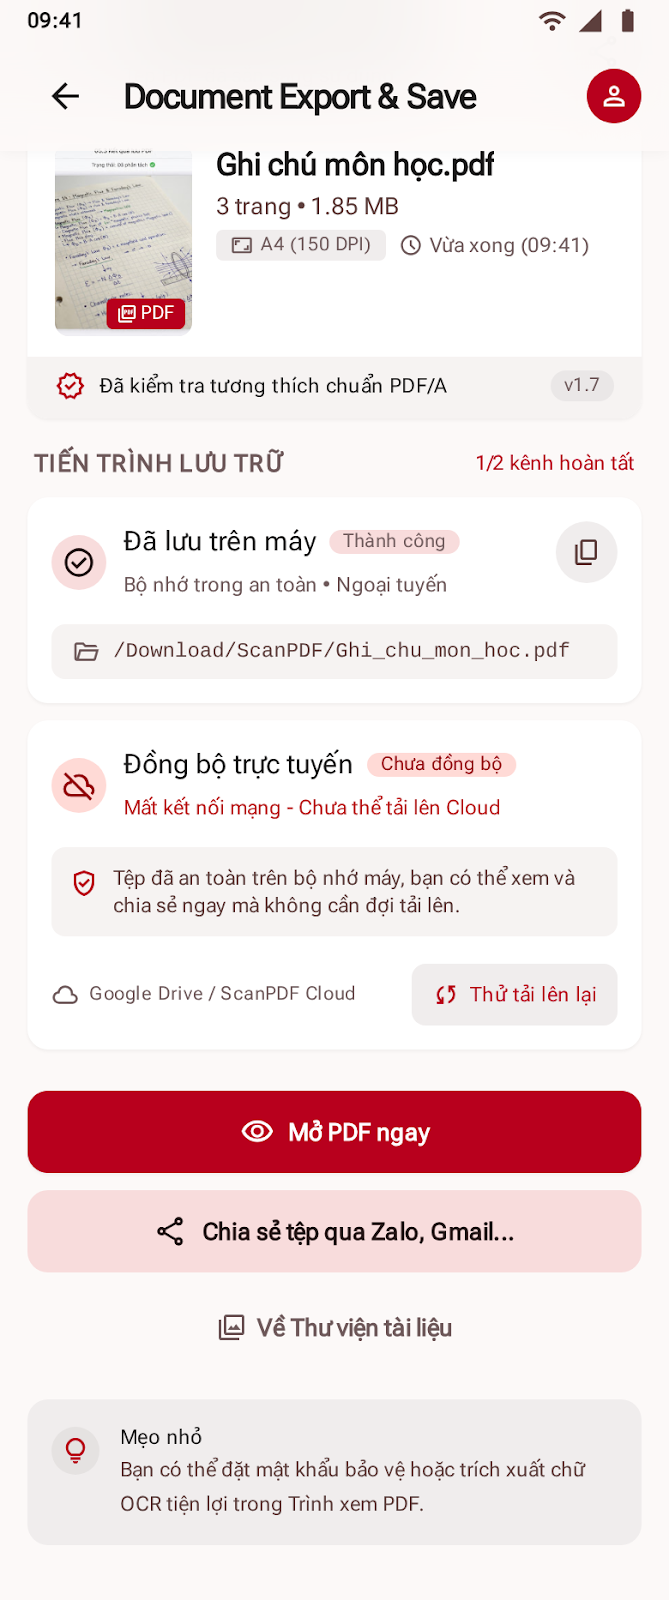 09:41
Document Export & Save
Ghi chú môn học.pdf
3 trang • 1.85 MB
A4 (150 DPI)
Vừa xong (09:41)
PDF
Đã kiểm tra tương thích chuẩn PDF/A
v1.7
TIẾN TRÌNH LƯU TRỮ
1/2 kênh hoàn tất
Đã lưu trên máy
Thành công
Bộ nhớ trong an toàn • Ngoại tuyến
/Download/ScanPDF/Ghi_chu_mon_hoc.pdf
Đồng bộ trực tuyến
Chưa đồng bộ
Mất kết nối mạng - Chưa thể tải lên Cloud
Tệp đã an toàn trên bộ nhớ máy, bạn có thể xem và
chia sẻ ngay mà không cần đợi tải lên.
Google Drive / ScanPDF Cloud
Thử tải lên lại
Mở PDF ngay
Chia sẻ tệp qua Zalo, Gmail...
Về Thư viện tài liệu
Mẹo nhỏ
Bạn có thể đặt mật khẩu bảo vệ hoặc trích xuất chữ
OCR tiện lợi trong Trình xem PDF.